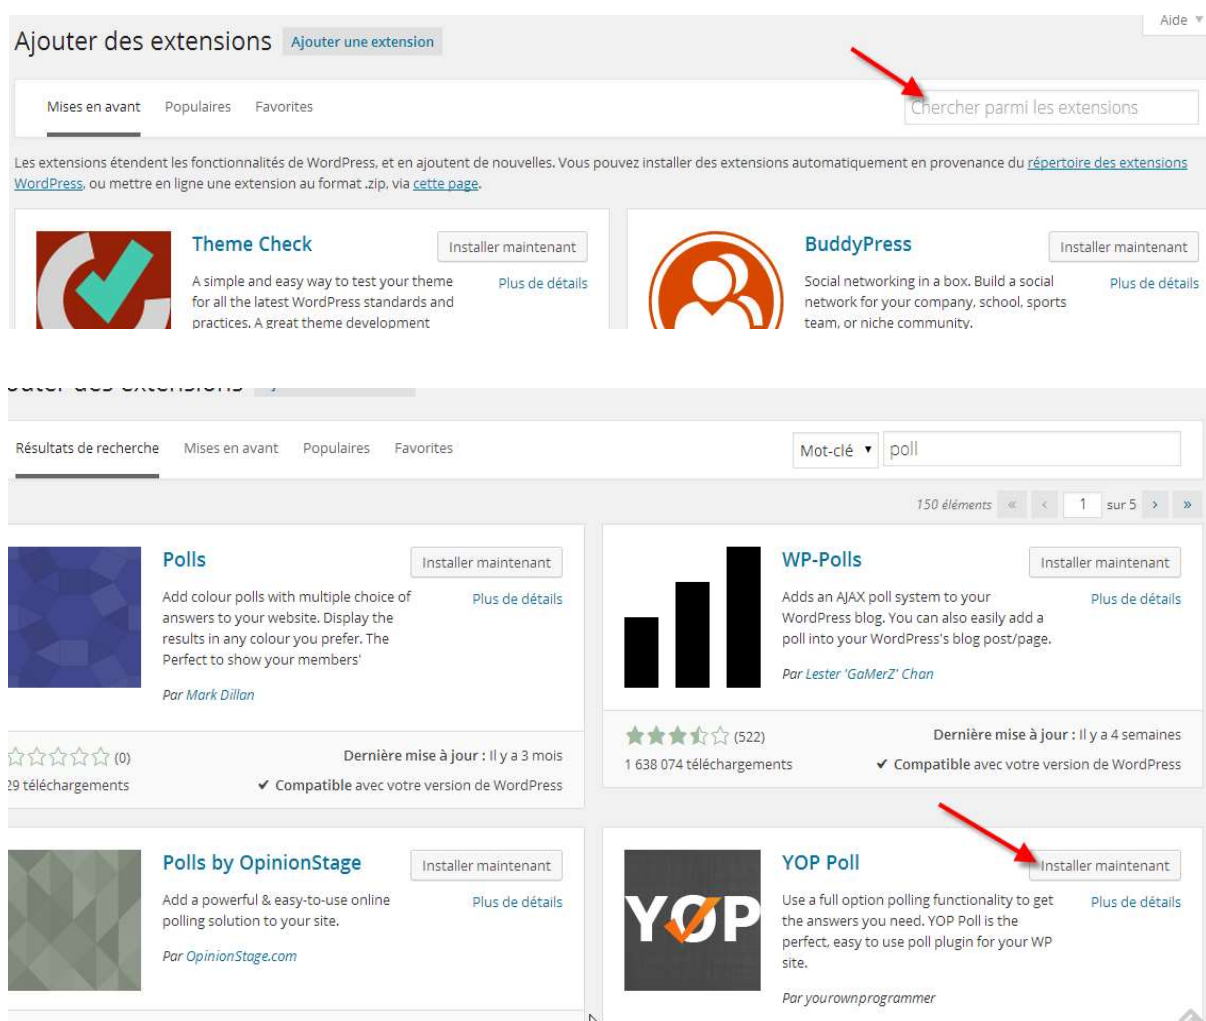 Aide ▼
Ajouter des extensions Ajouter une extension
Mises en avant Populaires Favorites Chercher parmi les extensions
Les extensions étendent les fonctionnalités de WordPress, et en ajoutent de nouvelles. Vous pouvez installer des extensions automatiquement en provenance du répertoire des extensions
WordPress, ou mettre en ligne une extension au format .zip, via cette page.
Theme Check Installer maintenant
A simple and easy way to test your theme Plus de détails
for all the latest WordPress standards and
practices. A great theme development
BuddyPress Installer maintenant
Social networking in a box. Build a social Plus de détails
network for your company, school, sports
team, or niche community.
des extensions
Résultats de recherche Mises en avant Populaires Favorites Mot-clé ▼ poll
150 éléments « ‹ 1 sur 5 › »
Polls Installer maintenant
Add colour polls with multiple choice of Plus de détails
answers to your website. Display the
results in any colour you prefer. The
Perfect to show your members'
Par Mark Dillan
(0) Dernière mise à jour : Il y a 3 mois
29 téléchargements ✔ Compatible avec votre version de WordPress
WP-Polls Installer maintenant
Adds an AJAX poll system to your Plus de détails
WordPress blog. You can also easily add a
poll into your WordPress's blog post/page.
Par Lester 'GaMerZ' Chan
(522) Dernière mise à jour : Il y a 4 semaines
1 638 074 téléchargements ✔ Compatible avec votre version de WordPress
Polls by OpinionStage Installer maintenant
Add a powerful & easy-to-use online Plus de détails
polling solution to your site.
Par OpinionStage.com
YOP
YOP Poll Installer maintenant
Use a full option polling functionality to get Plus de détails
the answers you need. YOP Poll is the
perfect, easy to use poll plugin for your WP
site.
Par yourownprogrammer